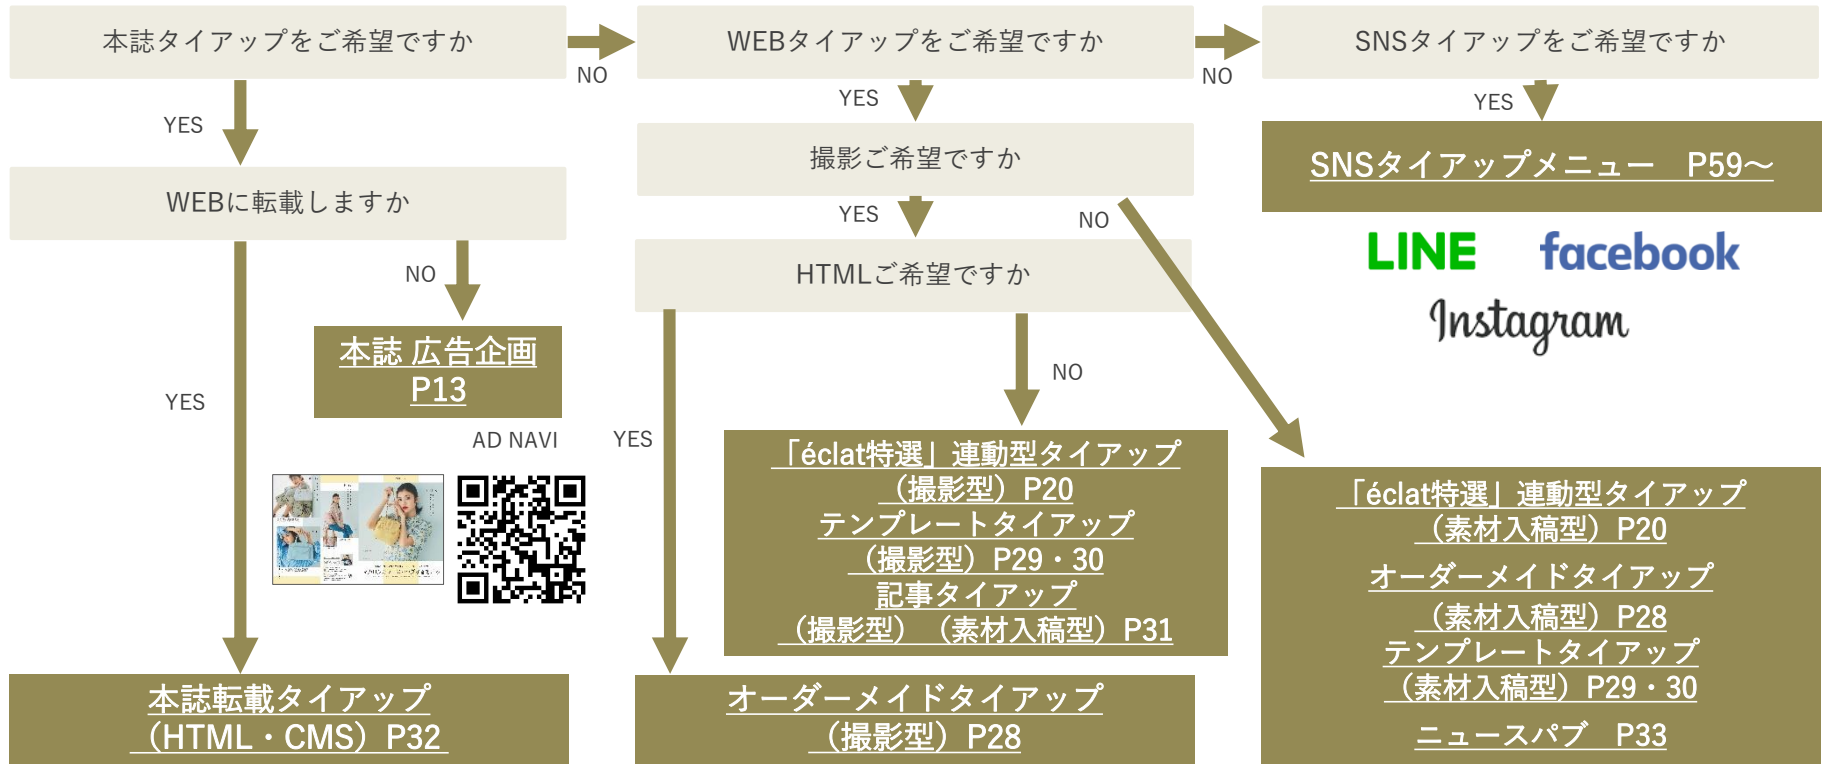 本誌タイアップをご希望ですか
NO
WEBタイアップをご希望ですか
NO
SNSタイアップをご希望ですか
YES
YES
YES
SNSタイアップメニュー　P59～
LINE
facebook
Instagram
WEBに転載しますか
NO
本誌 広告企画
P13
YES
AD NAVI
本誌転載タイアップ
（HTML・CMS）P32
撮影ご希望ですか
YES
NO
HTMLご希望ですか
NO
YES
「éclat特選」連動型タイアップ
（撮影型）P20
テンプレートタイアップ
（撮影型）P29・30
記事タイアップ
（撮影型）（素材入稿型）P31
オーダーメイドタイアップ
（撮影型）P28
「éclat特選」連動型タイアップ
（素材入稿型）P20
オーダーメイドタイアップ
（素材入稿型）P28
テンプレートタイアップ
（素材入稿型）P29・30
ニュースパブ　P33